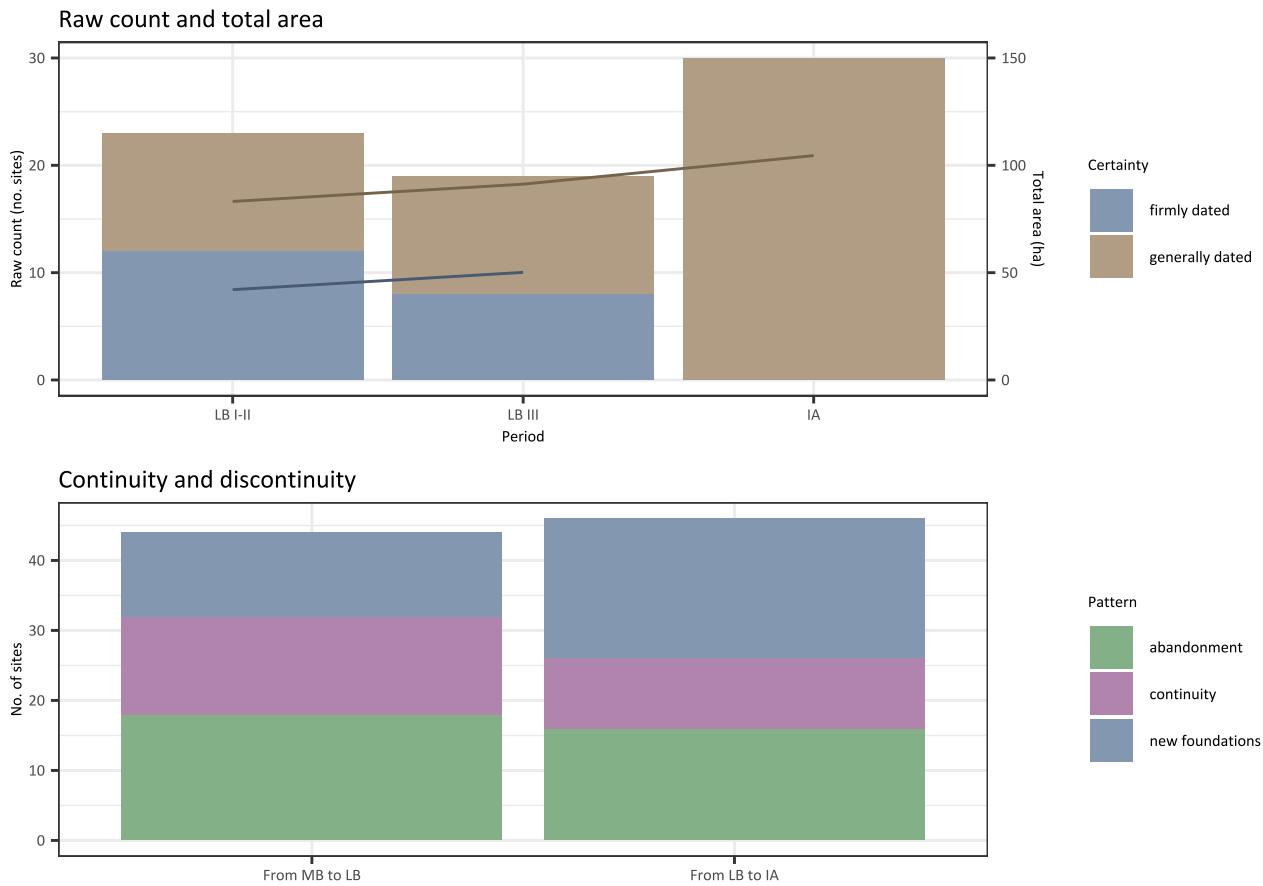 Raw count and total area
30
20
10
0
Raw count (no. sites)
150
100
50
0
Total area (ha)
LB I-II
LB III
IA
Period
Certainty
firmly dated
generally dated
Continuity and discontinuity
40
30
20
10
0
No. of sites
From MB to LB
From LB to IA
Pattern
abandonment
continuity
new foundations